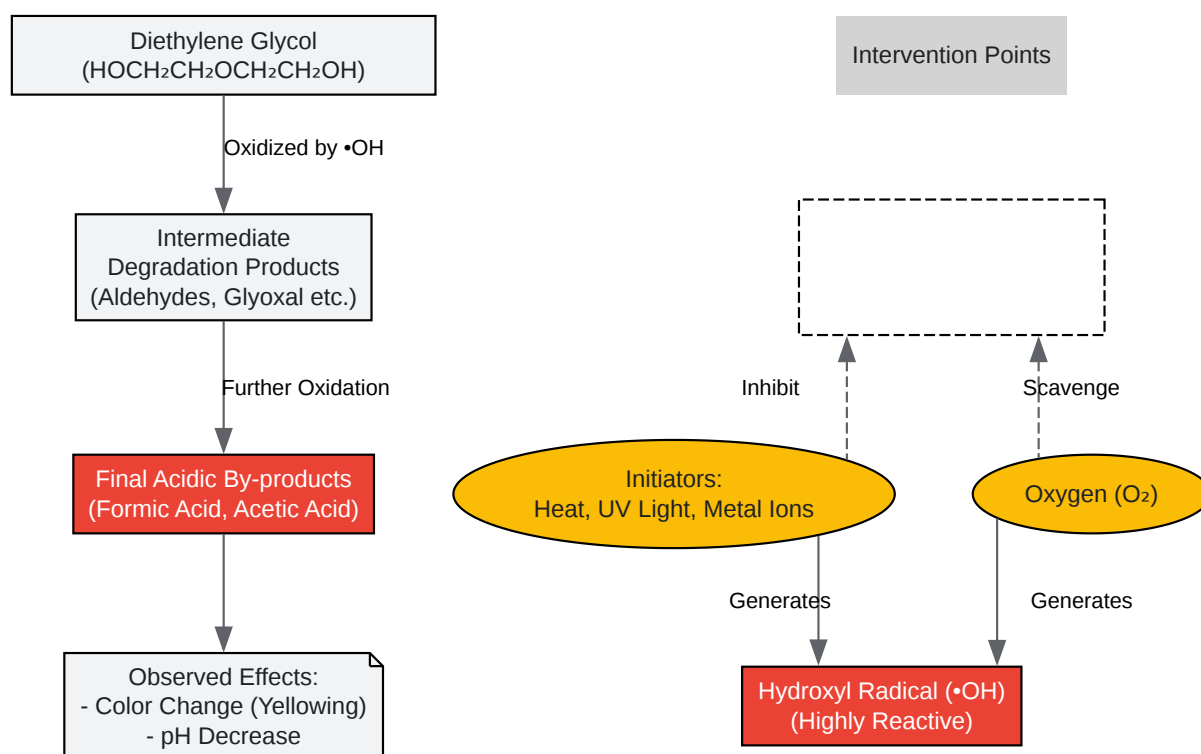 Diethylene Glycol
(HOCH₂CH₂OCH₂CH₂OH)
Oxidized by •OH
Intermediate
Degradation Products
(Aldehydes, Glyoxal etc.)
Further Oxidation
Final Acidic By-products
(Formic Acid, Acetic Acid)
Observed Effects:
- Color Change (Yellowing)
- pH Decrease
Intervention Points
Inhibit
Scavenge
Initiators:
Heat, UV Light, Metal Ions
Oxygen (O₂)
Generates
Generates
Hydroxyl Radical (•OH)
(Highly Reactive)